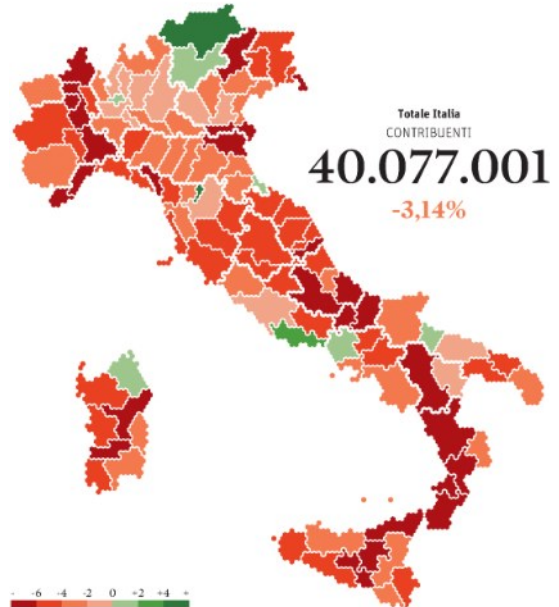 Totale Italia
CONTRIBUENTI
40.077.001
-3,14%
- -6 -4 -2 0 +2 +4 +